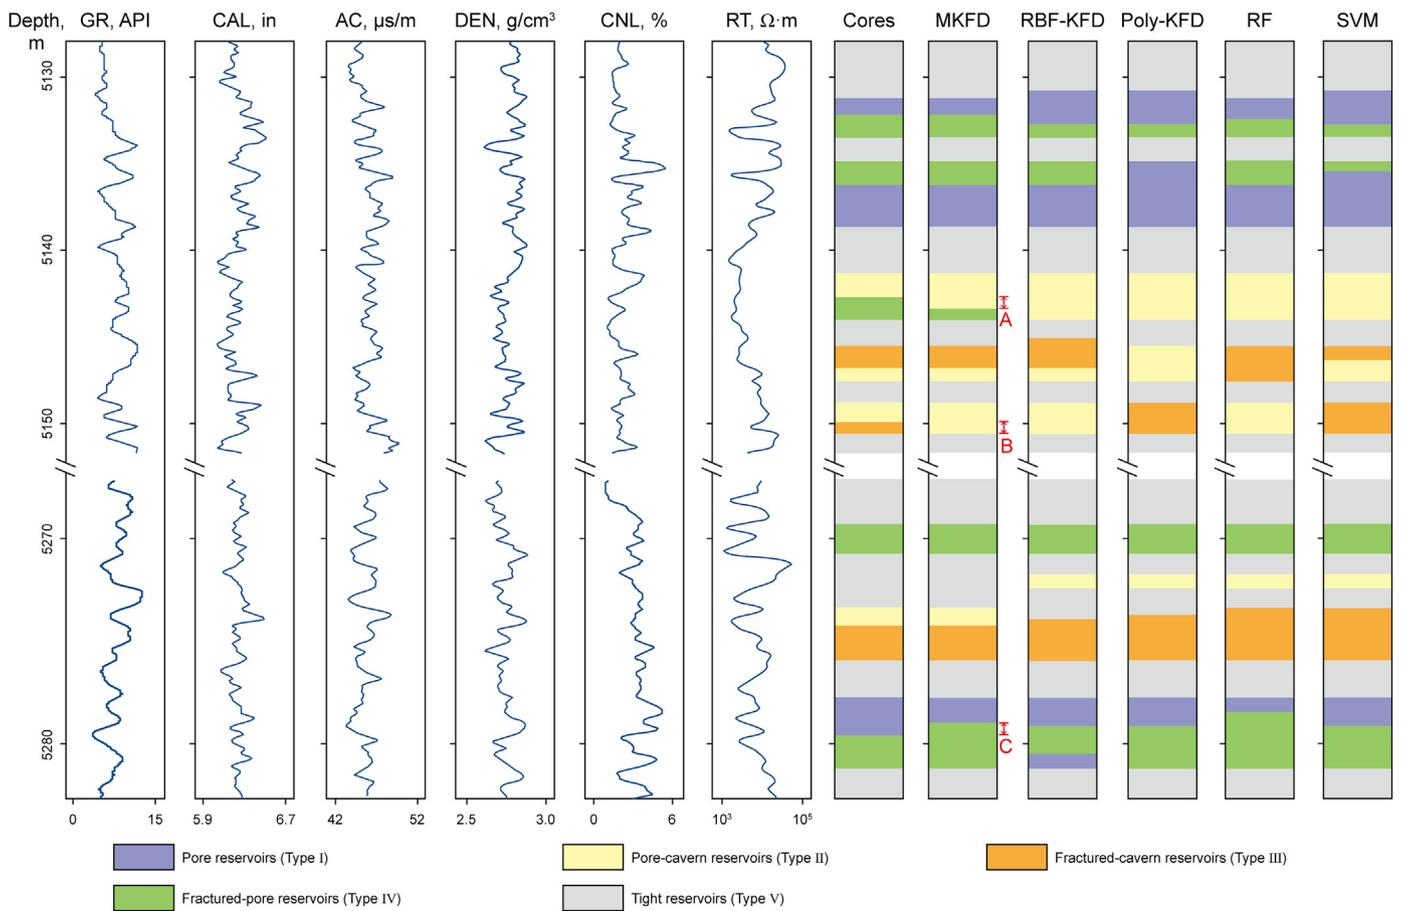 Depth, m
GR, API
CAL, in
AC, µs/m
DEN, g/cm³
CNL, %
RT, Ω·m
Cores
MKFD
RBF-KFD
Poly-KFD
RF
SVM
5130
5140
A
5150
B
5270
5280
C
0 15
5.9 6.7
42 52
2.5 3.0
0 6
10³ 10⁵
Pore reservoirs (Type I)
Pore-cavern reservoirs (Type II)
Fractured-cavern reservoirs (Type III)
Fractured-pore reservoirs (Type IV)
Tight reservoirs (Type V)